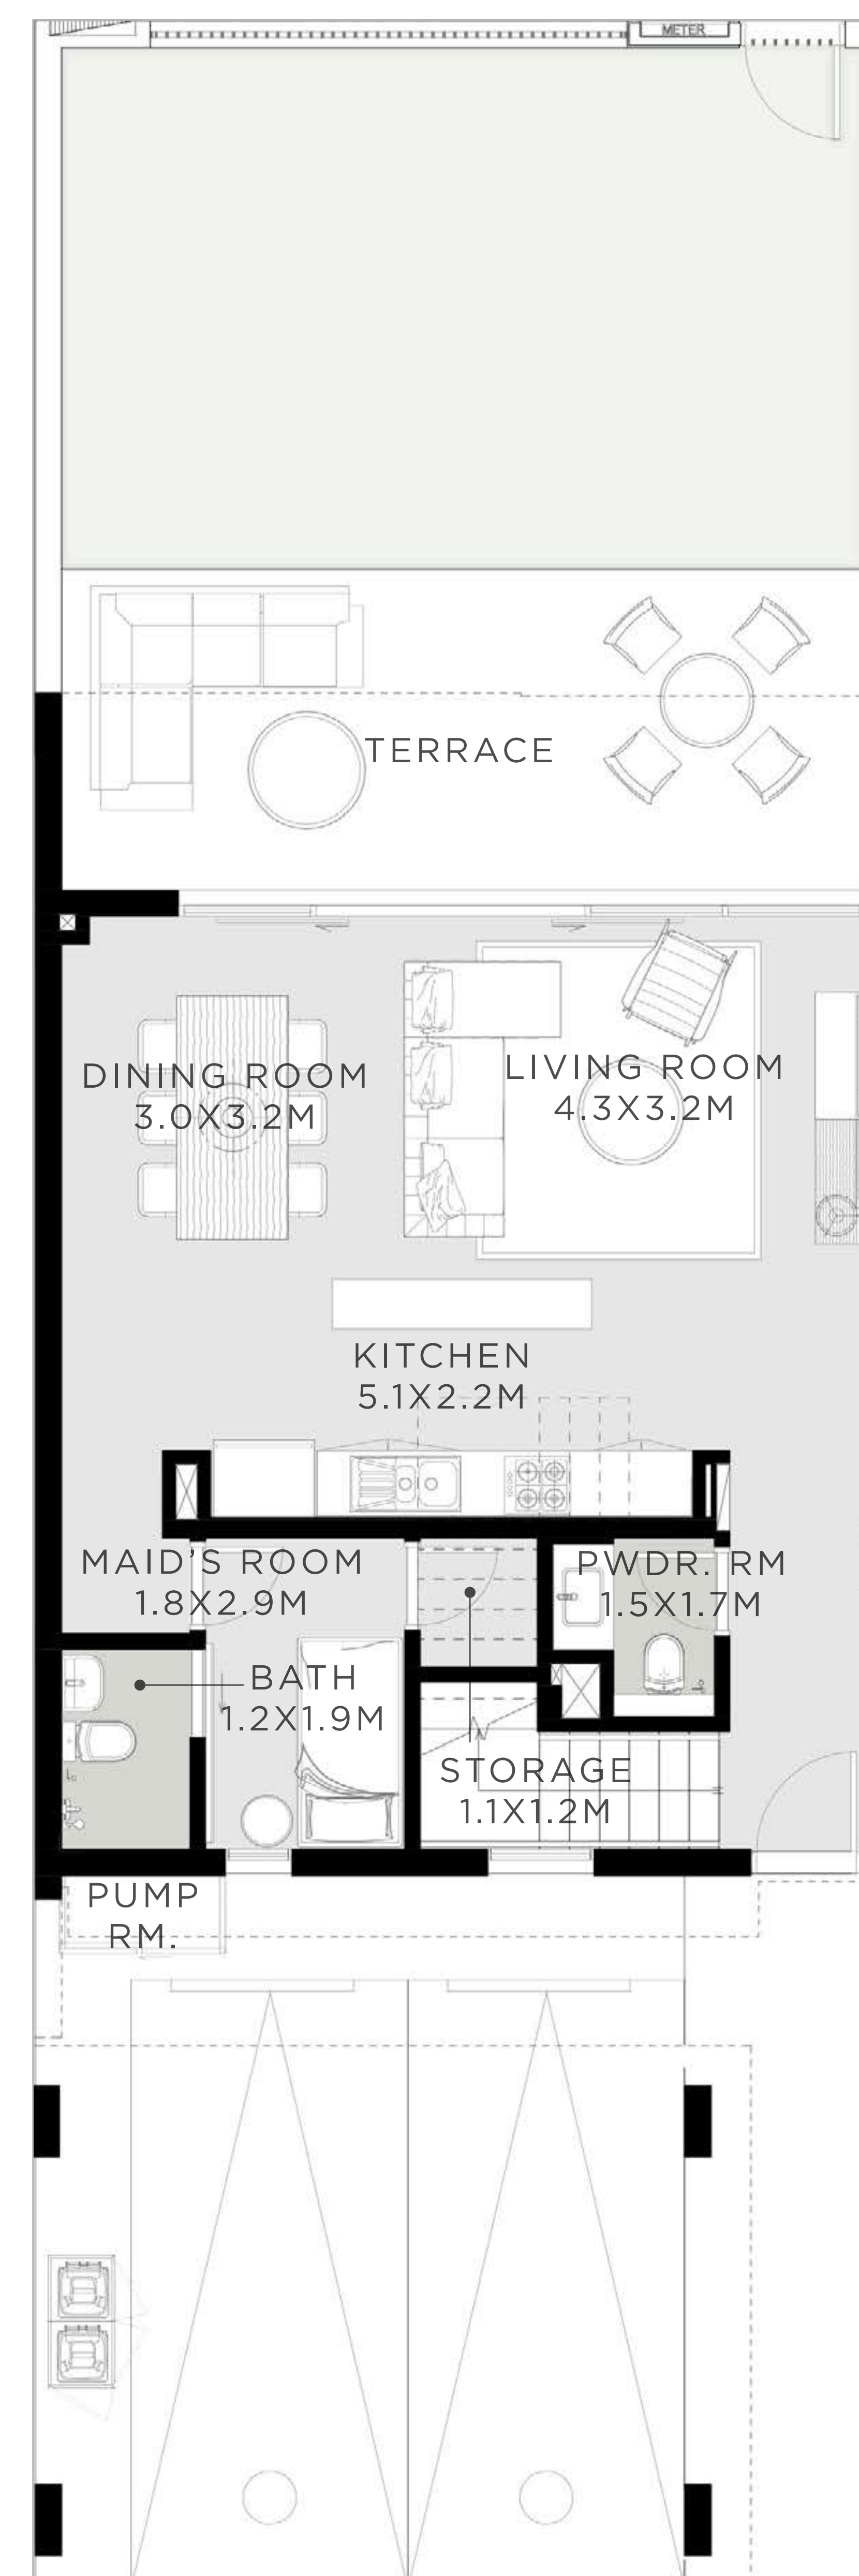 METER
TERRACE
DINING ROOM
3.0X3.2M
LIVING ROOM
4.3X3.2M
KITCHEN
5.1X2.2M
MAID'S ROOM
1.8X2.9M
PWDR. RM
1.5X1.7M
BATH
1.2X1.9M
STORAGE
1.1X1.2M
PUMP
RM.